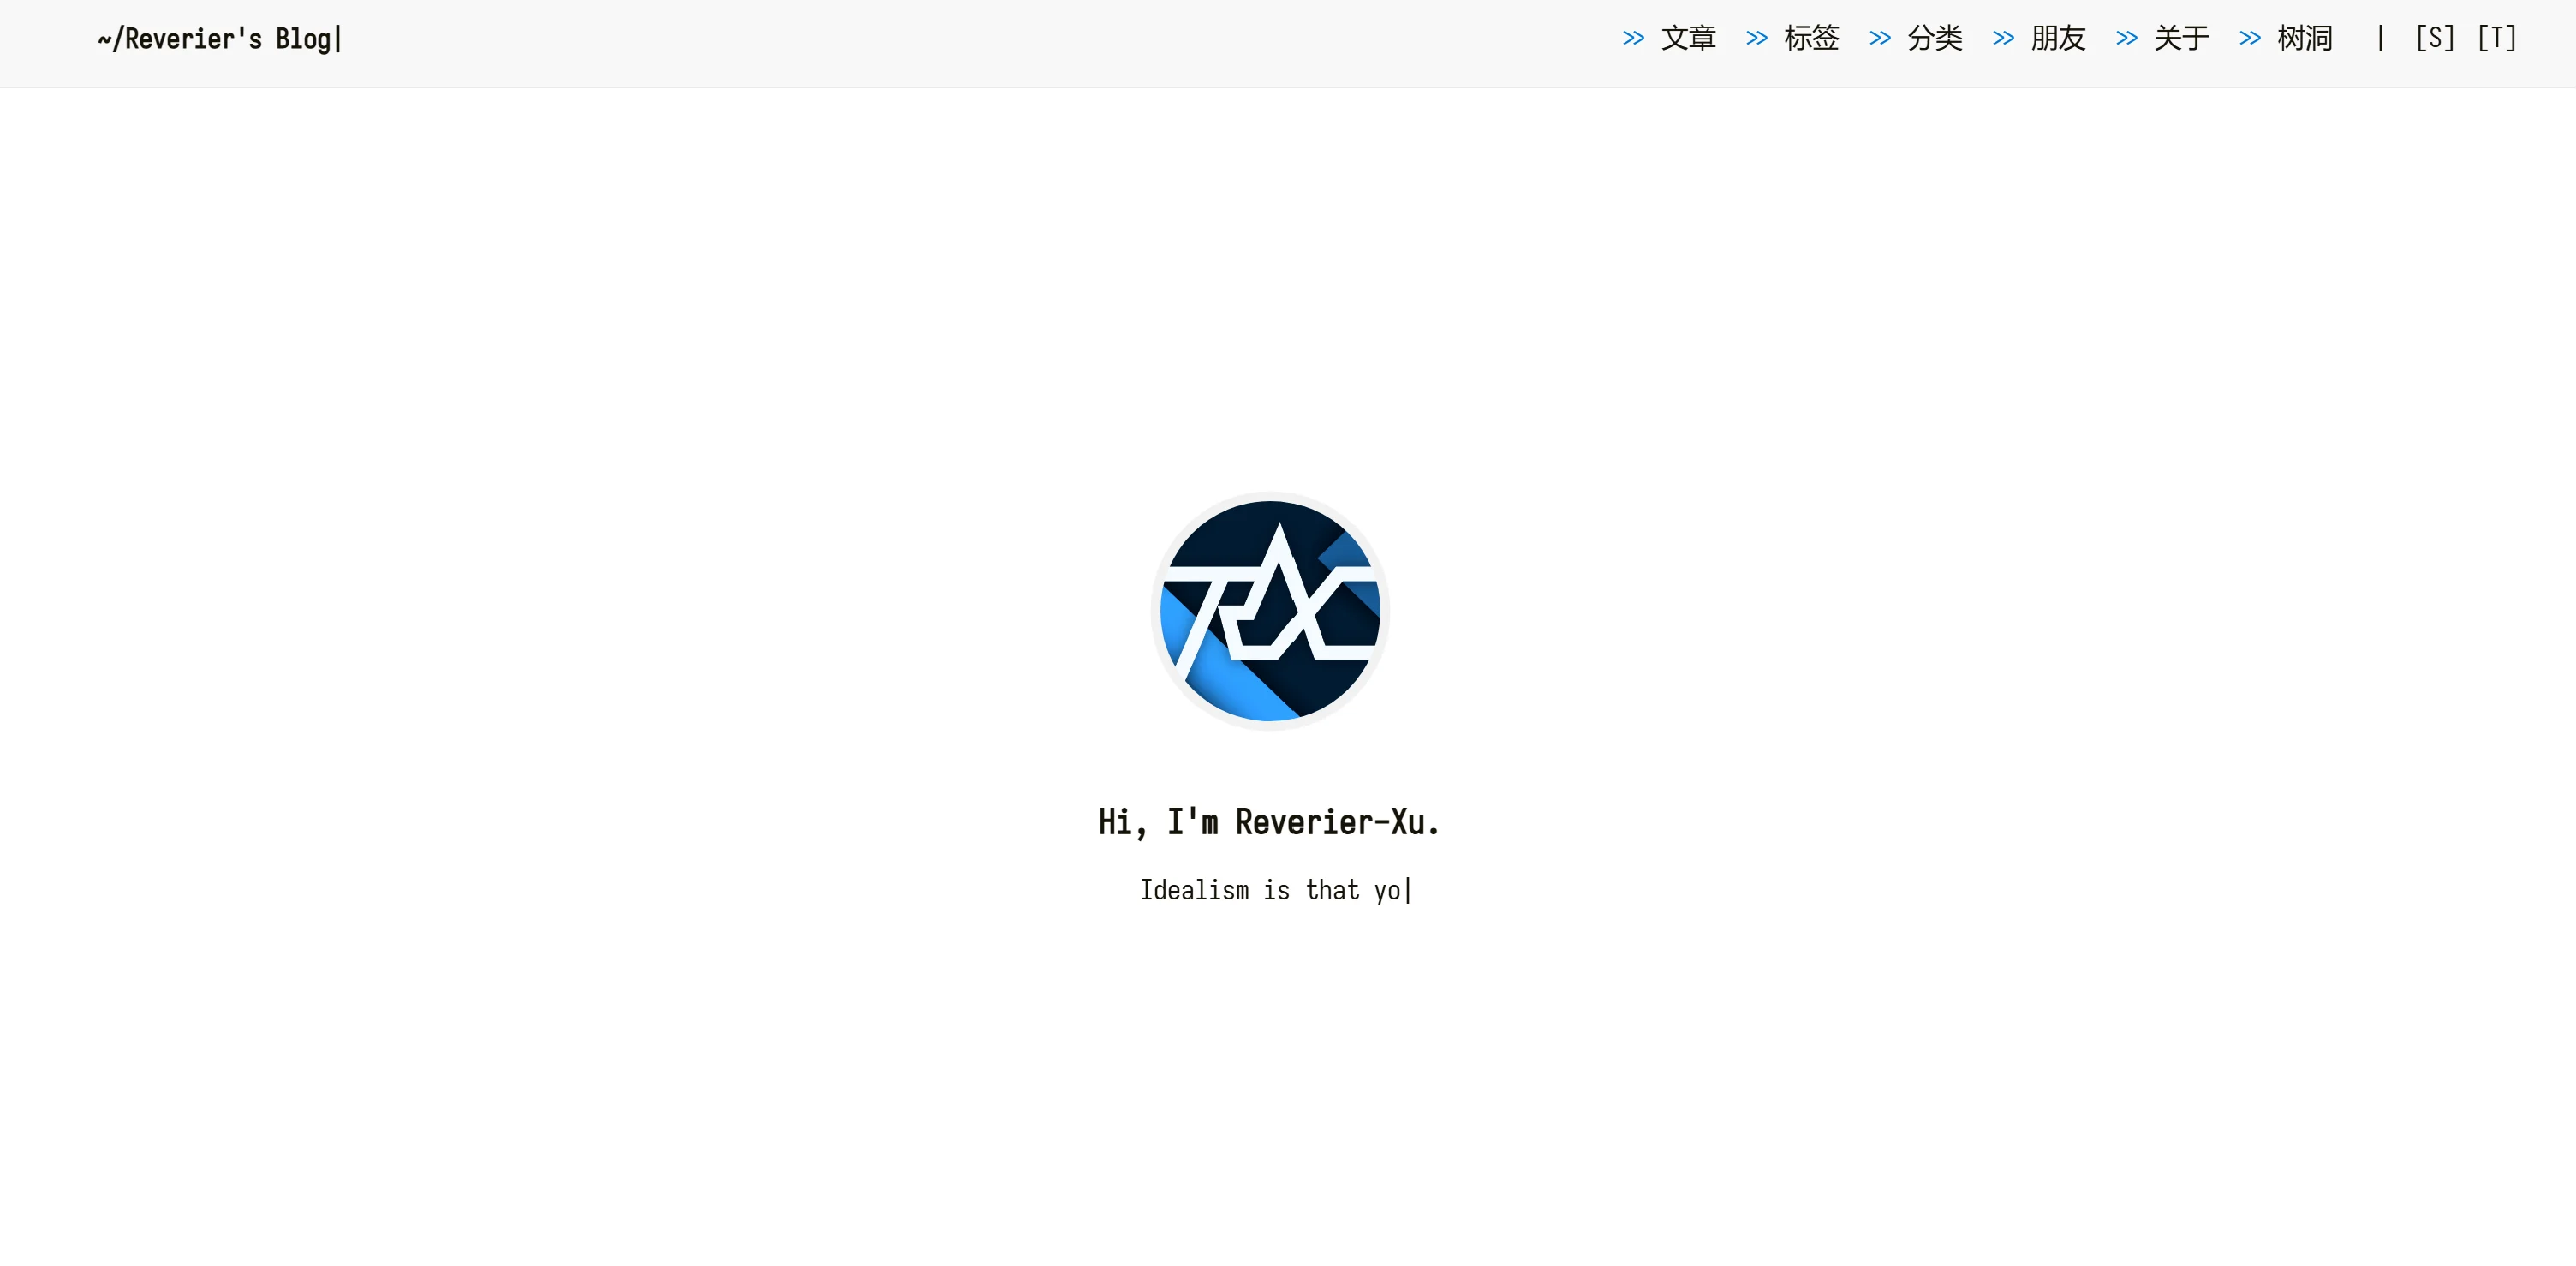 ~/Reverier's Blog|
>> 文章 >> 标签 >> 分类 >> 朋友 >> 关于 >> 树洞 | [S] [T]
Hi, I'm Reverier-Xu.
Idealism is that yo|